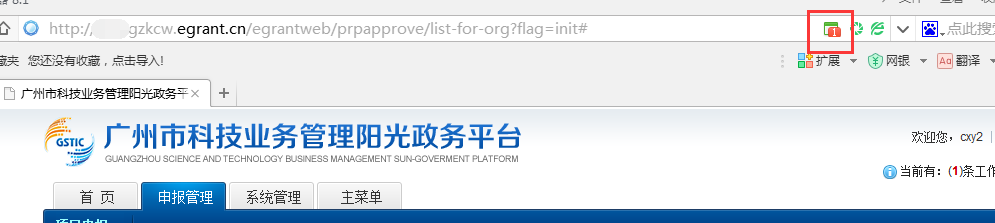 8.1
http://gzkcw.egrant.cn/egrantweb/prpapprove/list-for-org?flag=init#
1
点此搜
藏夹 您还没有收藏，点击导入!
扩展 网银 Aa 翻译
广州市科技业务管理阳光政务平
GSTIC
广州市科技业务管理阳光政务平台
GUANGZHOU SCIENCE AND TECHNOLOGY BUSINESS MANAGEMENT SUN-GOVERMENT PLATFORM
欢迎您，cxy2
当前有：(1)条工作
首 页 申报管理 系统管理 主菜单